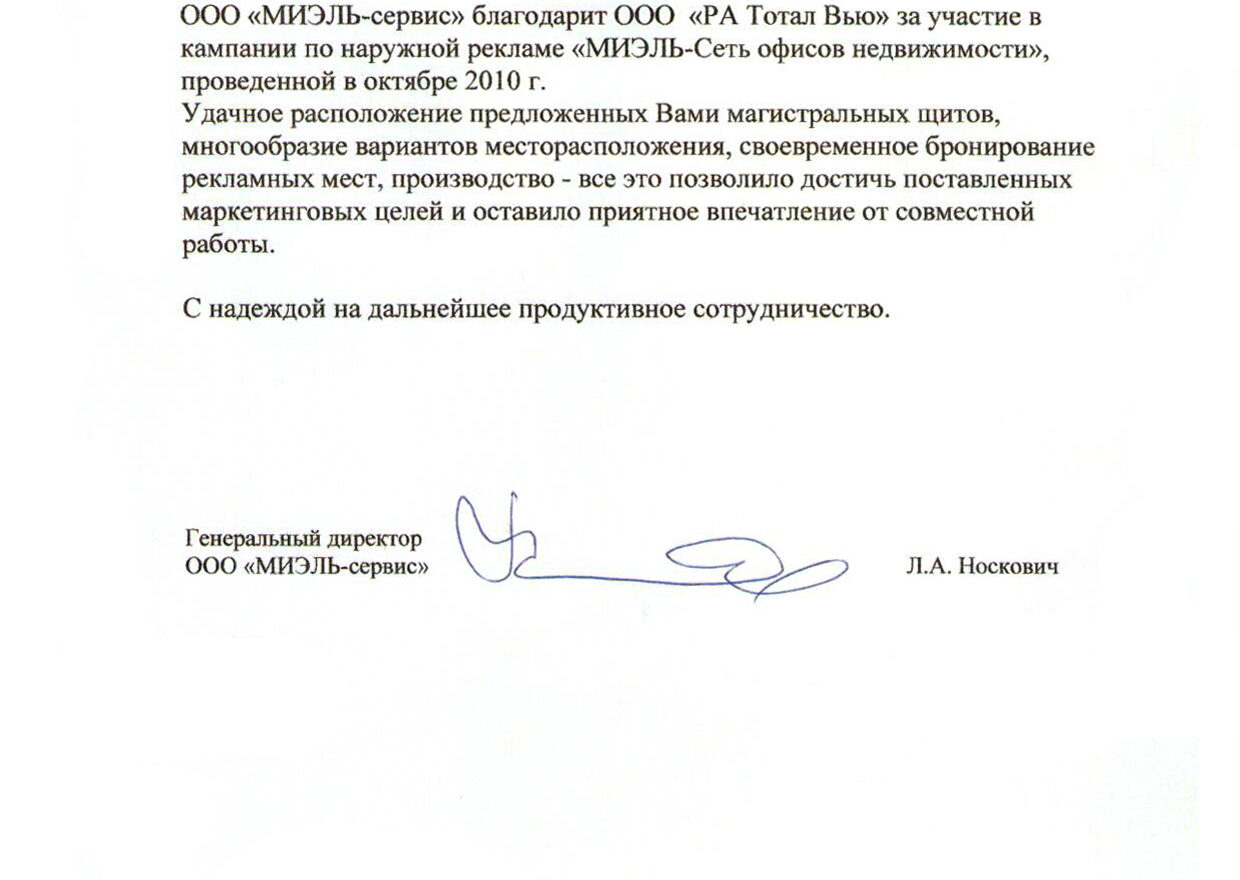 ООО «МИЭЛЬ-сервис» благодарит ООО «РА Тотал Вью» за участие в
кампании по наружной рекламе «МИЭЛЬ-Сеть офисов недвижимости»,
проведенной в октябре 2010 г.
Удачное расположение предложенных Вами магистральных щитов,
многообразие вариантов месторасположения, своевременное бронирование
рекламных мест, производство - все это позволило достичь поставленных
маркетинговых целей и оставило приятное впечатление от совместной
работы.
С надеждой на дальнейшее продуктивное сотрудничество.
Генеральный директор
ООО «МИЭЛЬ-сервис» Л.А. Носкович